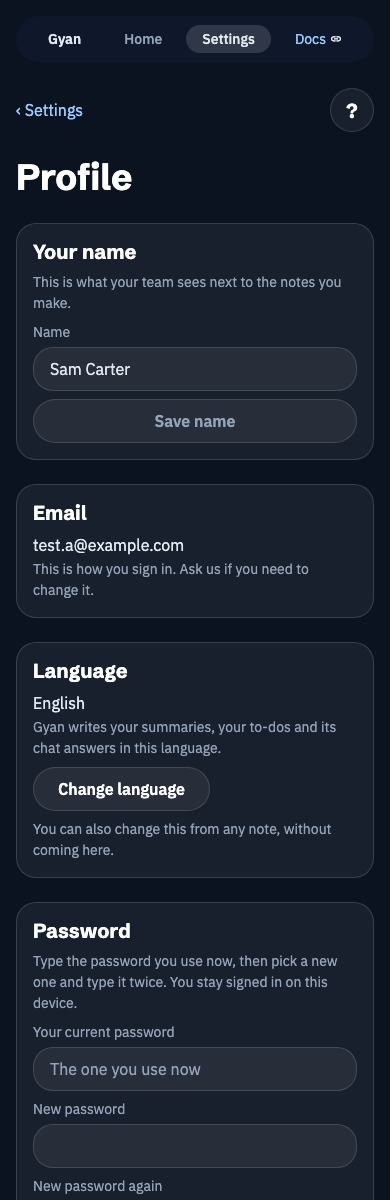 Gyan Home Settings Docs
‹ Settings
?
Profile
Your name
This is what your team sees next to the notes you
make.
Name
Sam Carter
Save name
Email
test.a@example.com
This is how you sign in. Ask us if you need to
change it.
Language
English
Gyan writes your summaries, your to-dos and its
chat answers in this language.
Change language
You can also change this from any note, without
coming here.
Password
Type the password you use now, then pick a new
one and type it twice. You stay signed in on this
device.
Your current password
The one you use now
New password
New password again